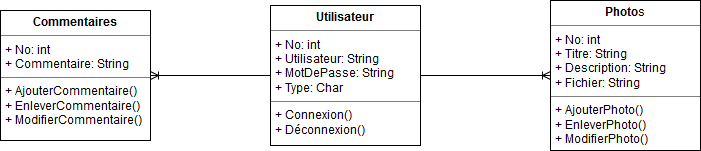 Commentaires
+ No: int
+ Commentaire: String
+ AjouterCommentaire()
+ EnleverCommentaire()
+ ModifierCommentaire()
Utilisateur
+ No: int
+ Utilisateur: String
+ MotDePasse: String
+ Type: Char
+ Connexion()
+ Déconnexion()
Photos
+ No: int
+ Titre: String
+ Description: String
+ Fichier: String
+ AjouterPhoto()
+ EnleverPhoto()
+ ModifierPhoto()